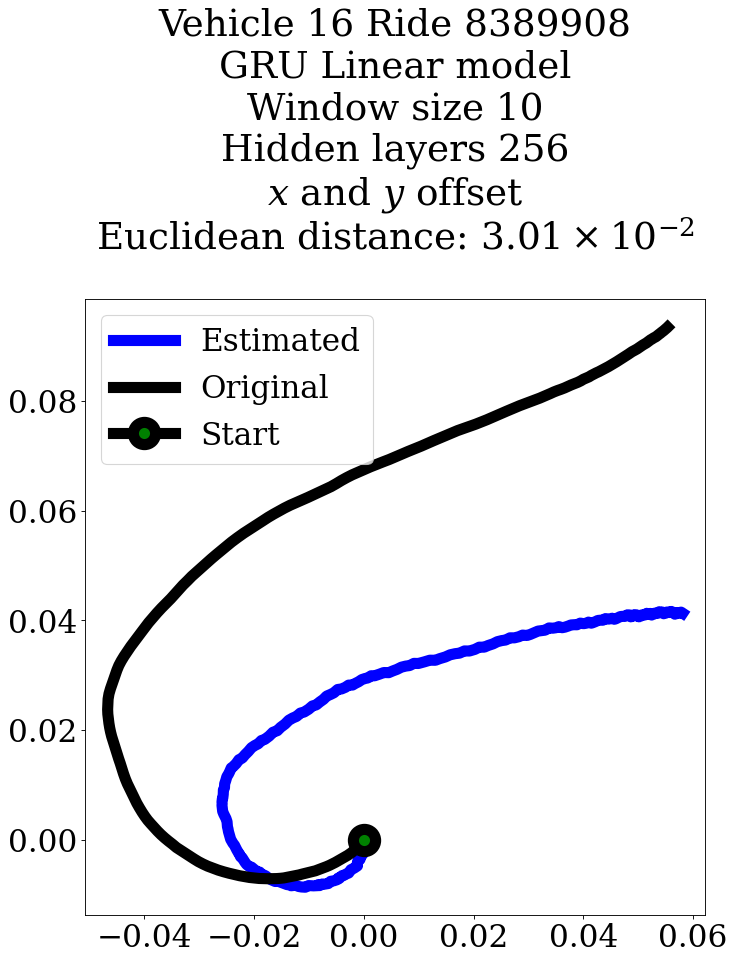 Vehicle 16 Ride 8389908
GRU Linear model
Window size 10
Hidden layers 256
x and y offset
Euclidean distance: 3.01 × 10⁻²
Estimated
Original
Start
0.08
0.06
0.04
0.02
0.00
−0.04 −0.02 0.00 0.02 0.04 0.06